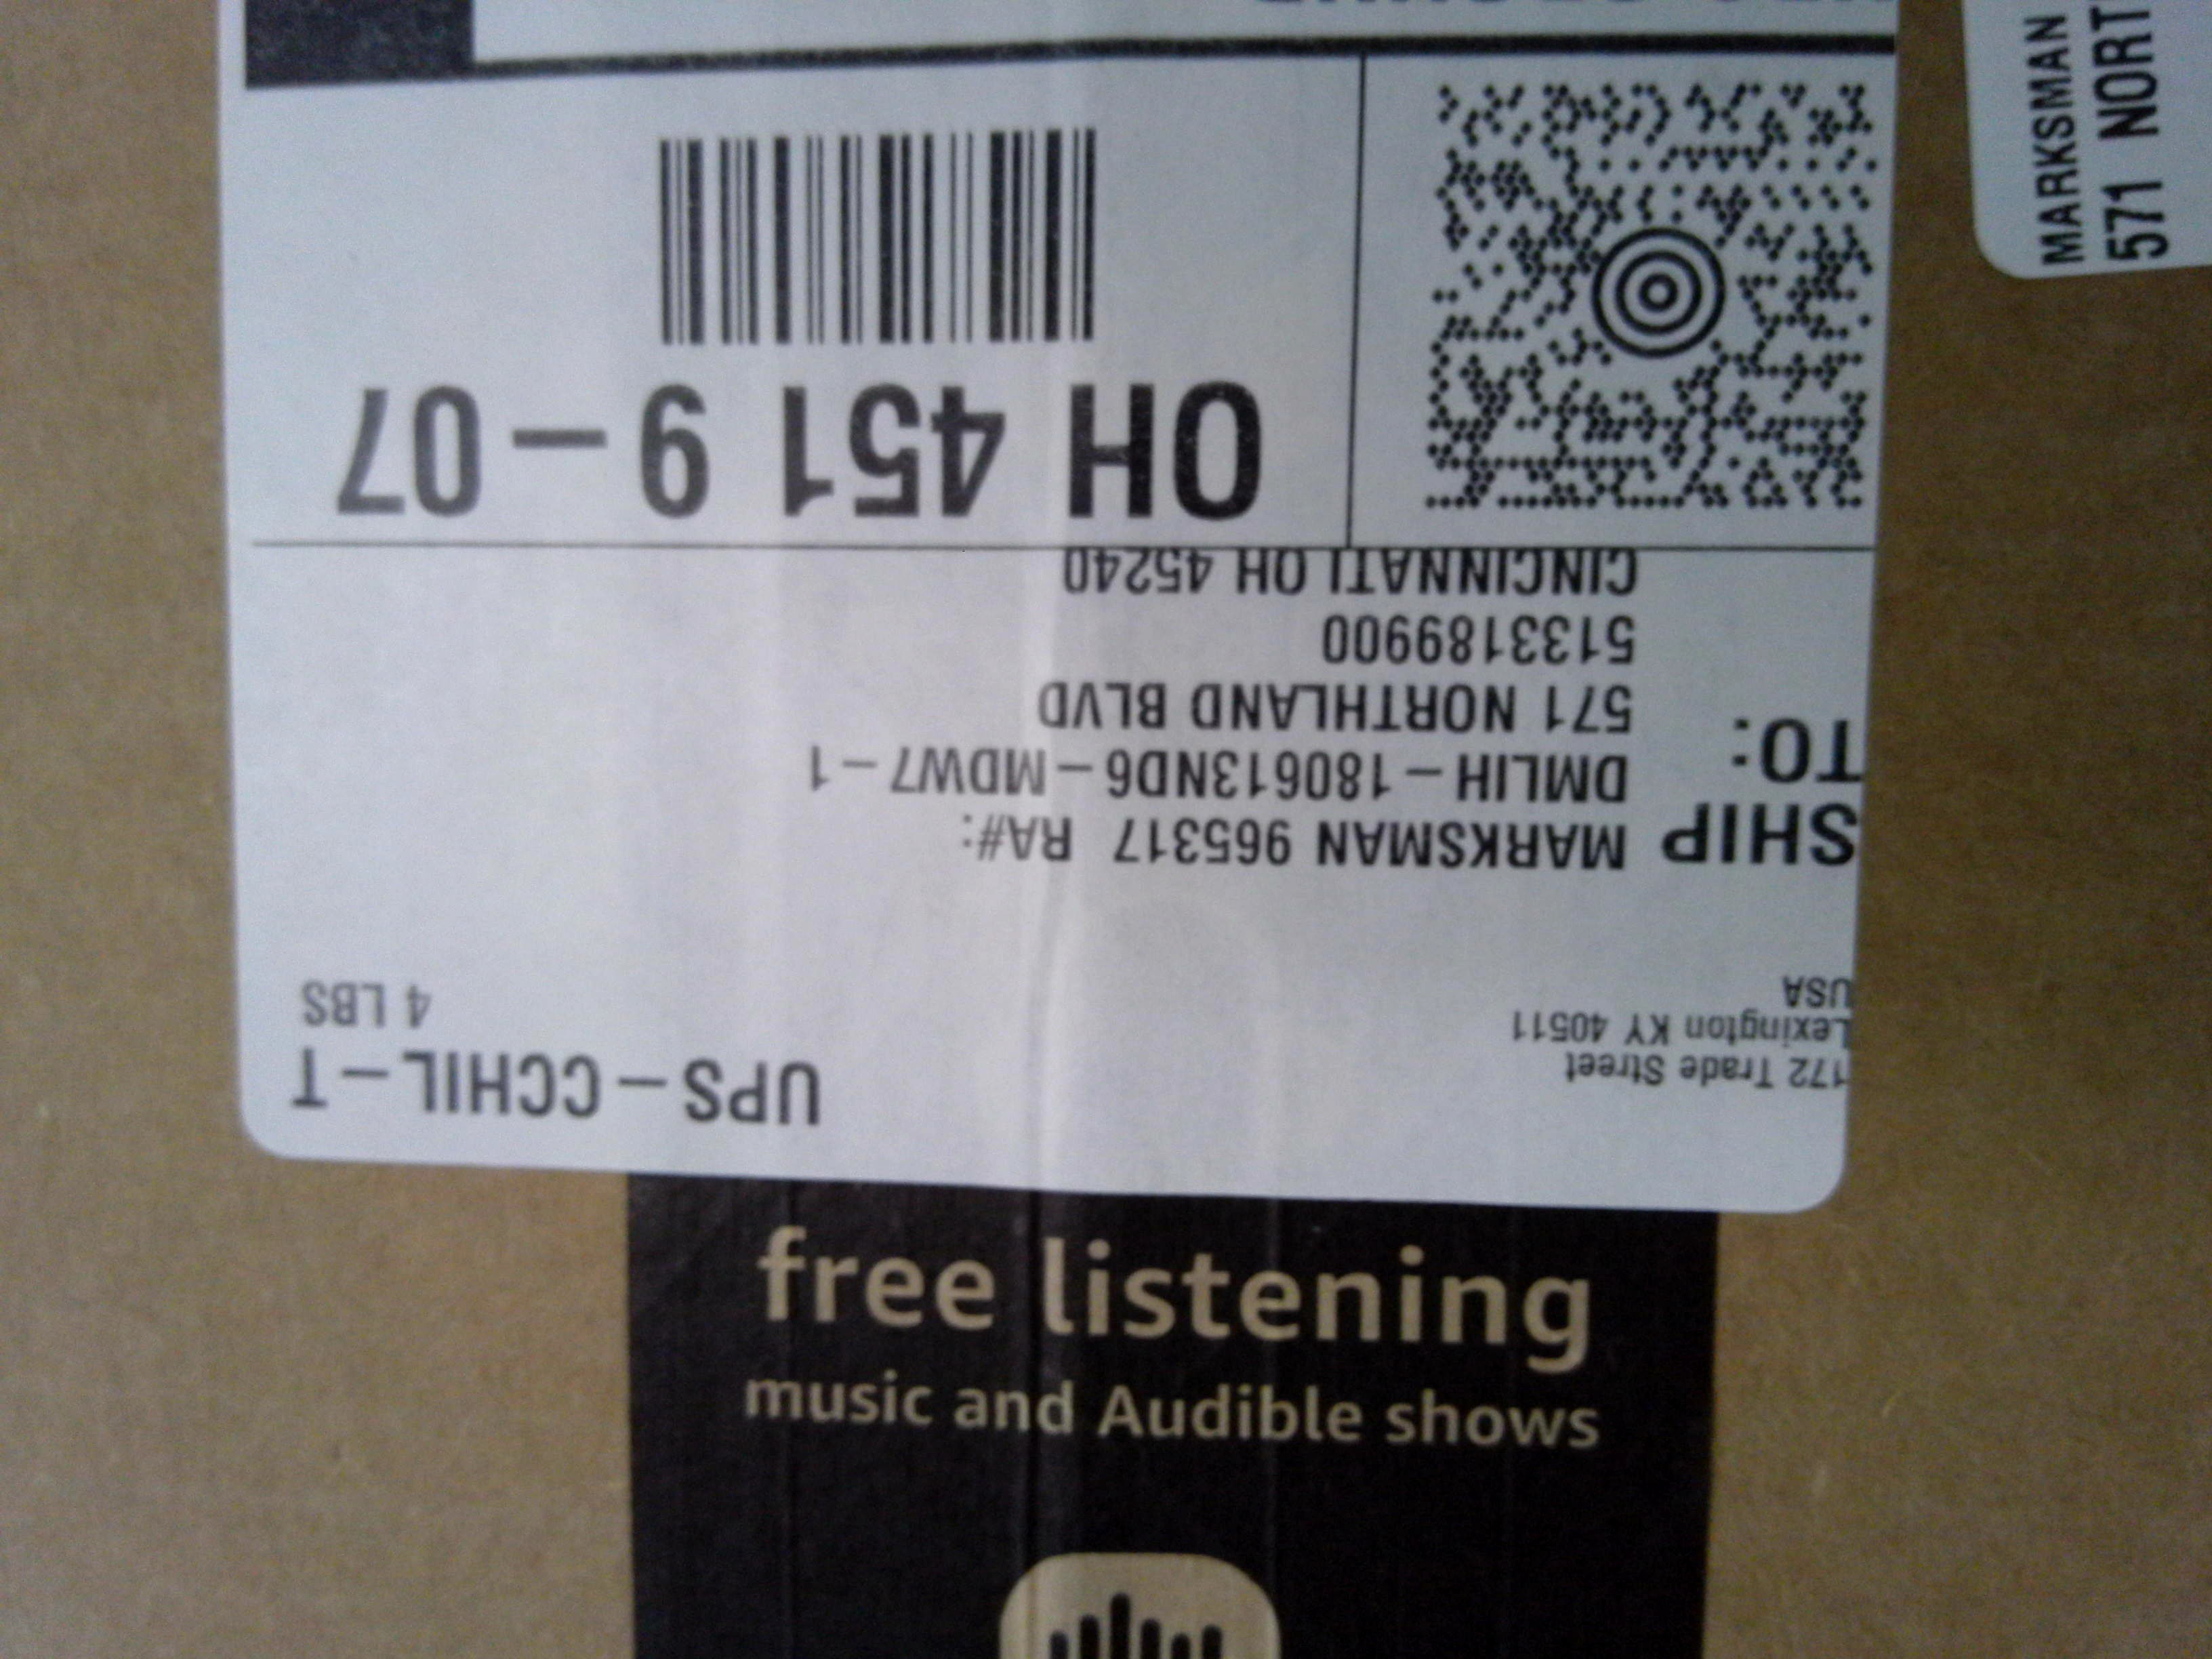 UPS-CCHIL-T
4 LBS
172 Trade Street
Lexington KY 40511
USA
SHIP TO:
MARKSMAN 965317 RA#:
DMLIH-180613ND6-MDW7-1
571 NORTHLAND BLVD
5133189900
CINCINNATI OH 45240
OH 451 9-07
MARKSMAN
571 NORT
free listening
music and Audible shows